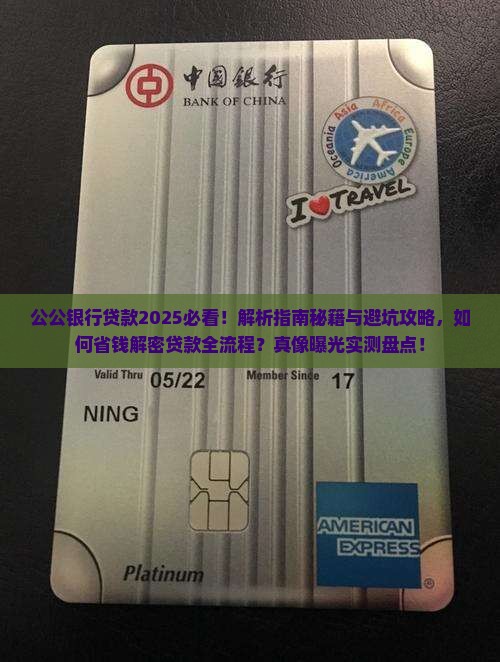 中国银行
BANK OF CHINA
Oceania Asia Africa Europe America
I TRAVEL
公公银行贷款2025必看！解析指南秘籍与避坑攻略，如
何省钱解密贷款全流程？真像曝光实测盘点！
Valid Thru 05/22 Member Since 17
NING
AMERICAN
EXPRESS
®
Platinum